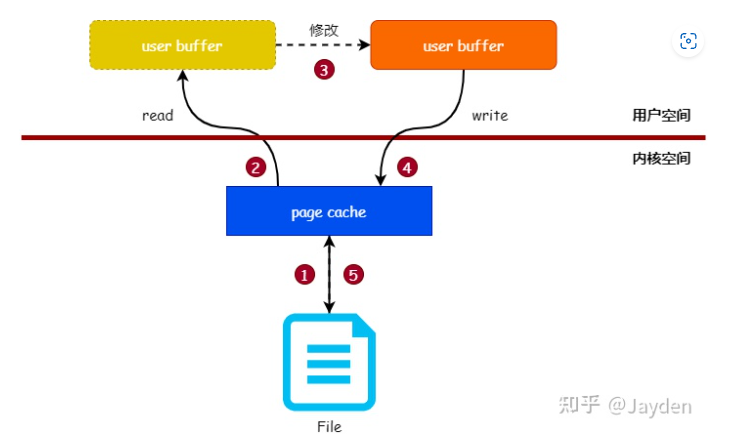 user buffer
修改
user buffer
3
read
write
用户空间
内核空间
2
4
page cache
1
5
File
知乎 @Jayden